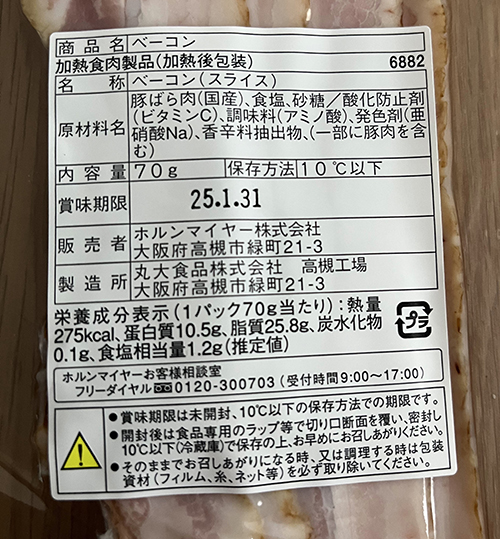 商品名 ベーコン
加熱食肉製品(加熱後包装) 6882
名称 ベーコン(スライス)
原材料名 豚ばら肉(国産)、食塩、砂糖/酸化防止剤
(ビタミンC)、調味料(アミノ酸)、発色剤(亜
硝酸Na)、香辛料抽出物、(一部に豚肉を含
む)
内容量 70g 保存方法 10℃以下
賞味期限 25.1.31
販売者 ホルンマイヤー株式会社
大阪府高槻市緑町21-3
製造所 丸大食品株式会社 高槻工場
大阪府高槻市緑町21-3
栄養成分表示(1パック70g当たり):熱量
275kcal、蛋白質10.5g、脂質25.8g、炭水化物
0.1g、食塩相当量1.2g(推定値)
プラ
ホルンマイヤーお客様相談室
フリーダイヤル 0120-300703 (受付時間9:00~17:00)
●賞味期限は未開封、10℃以下の保存方法での期限です。
●開封後は食品専用のラップ等で切り口断面を覆い、密封し
10℃以下(冷蔵庫)で保存の上、お早めにお召しあがりください。
●そのままでお召しあがりになる時、又は調理する時は包装
資材(フィルム、糸、ネット等)を必ず取り除いてください。